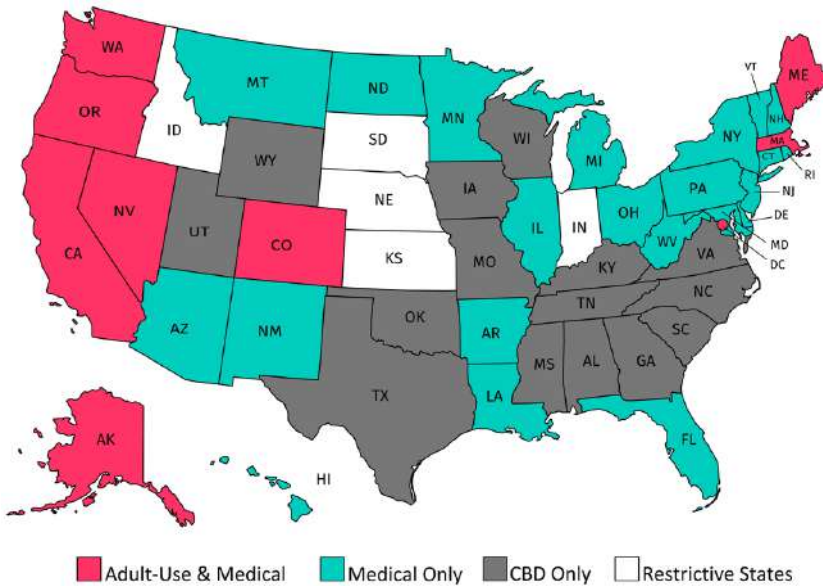 WA
MT
ND
MN
VT
ME
OR
ID
SD
WI
MI
NY
NH
MA
CT
RI
WY
NE
IA
IL
IN
OH
PA
NJ
DE
MD
DC
NV
UT
CO
KS
MO
KY
WV
VA
CA
AZ
NM
OK
AR
TN
NC
SC
TX
LA
MS
AL
GA
FL
AK
HI
Adult-Use & Medical
Medical Only
CBD Only
Restrictive States